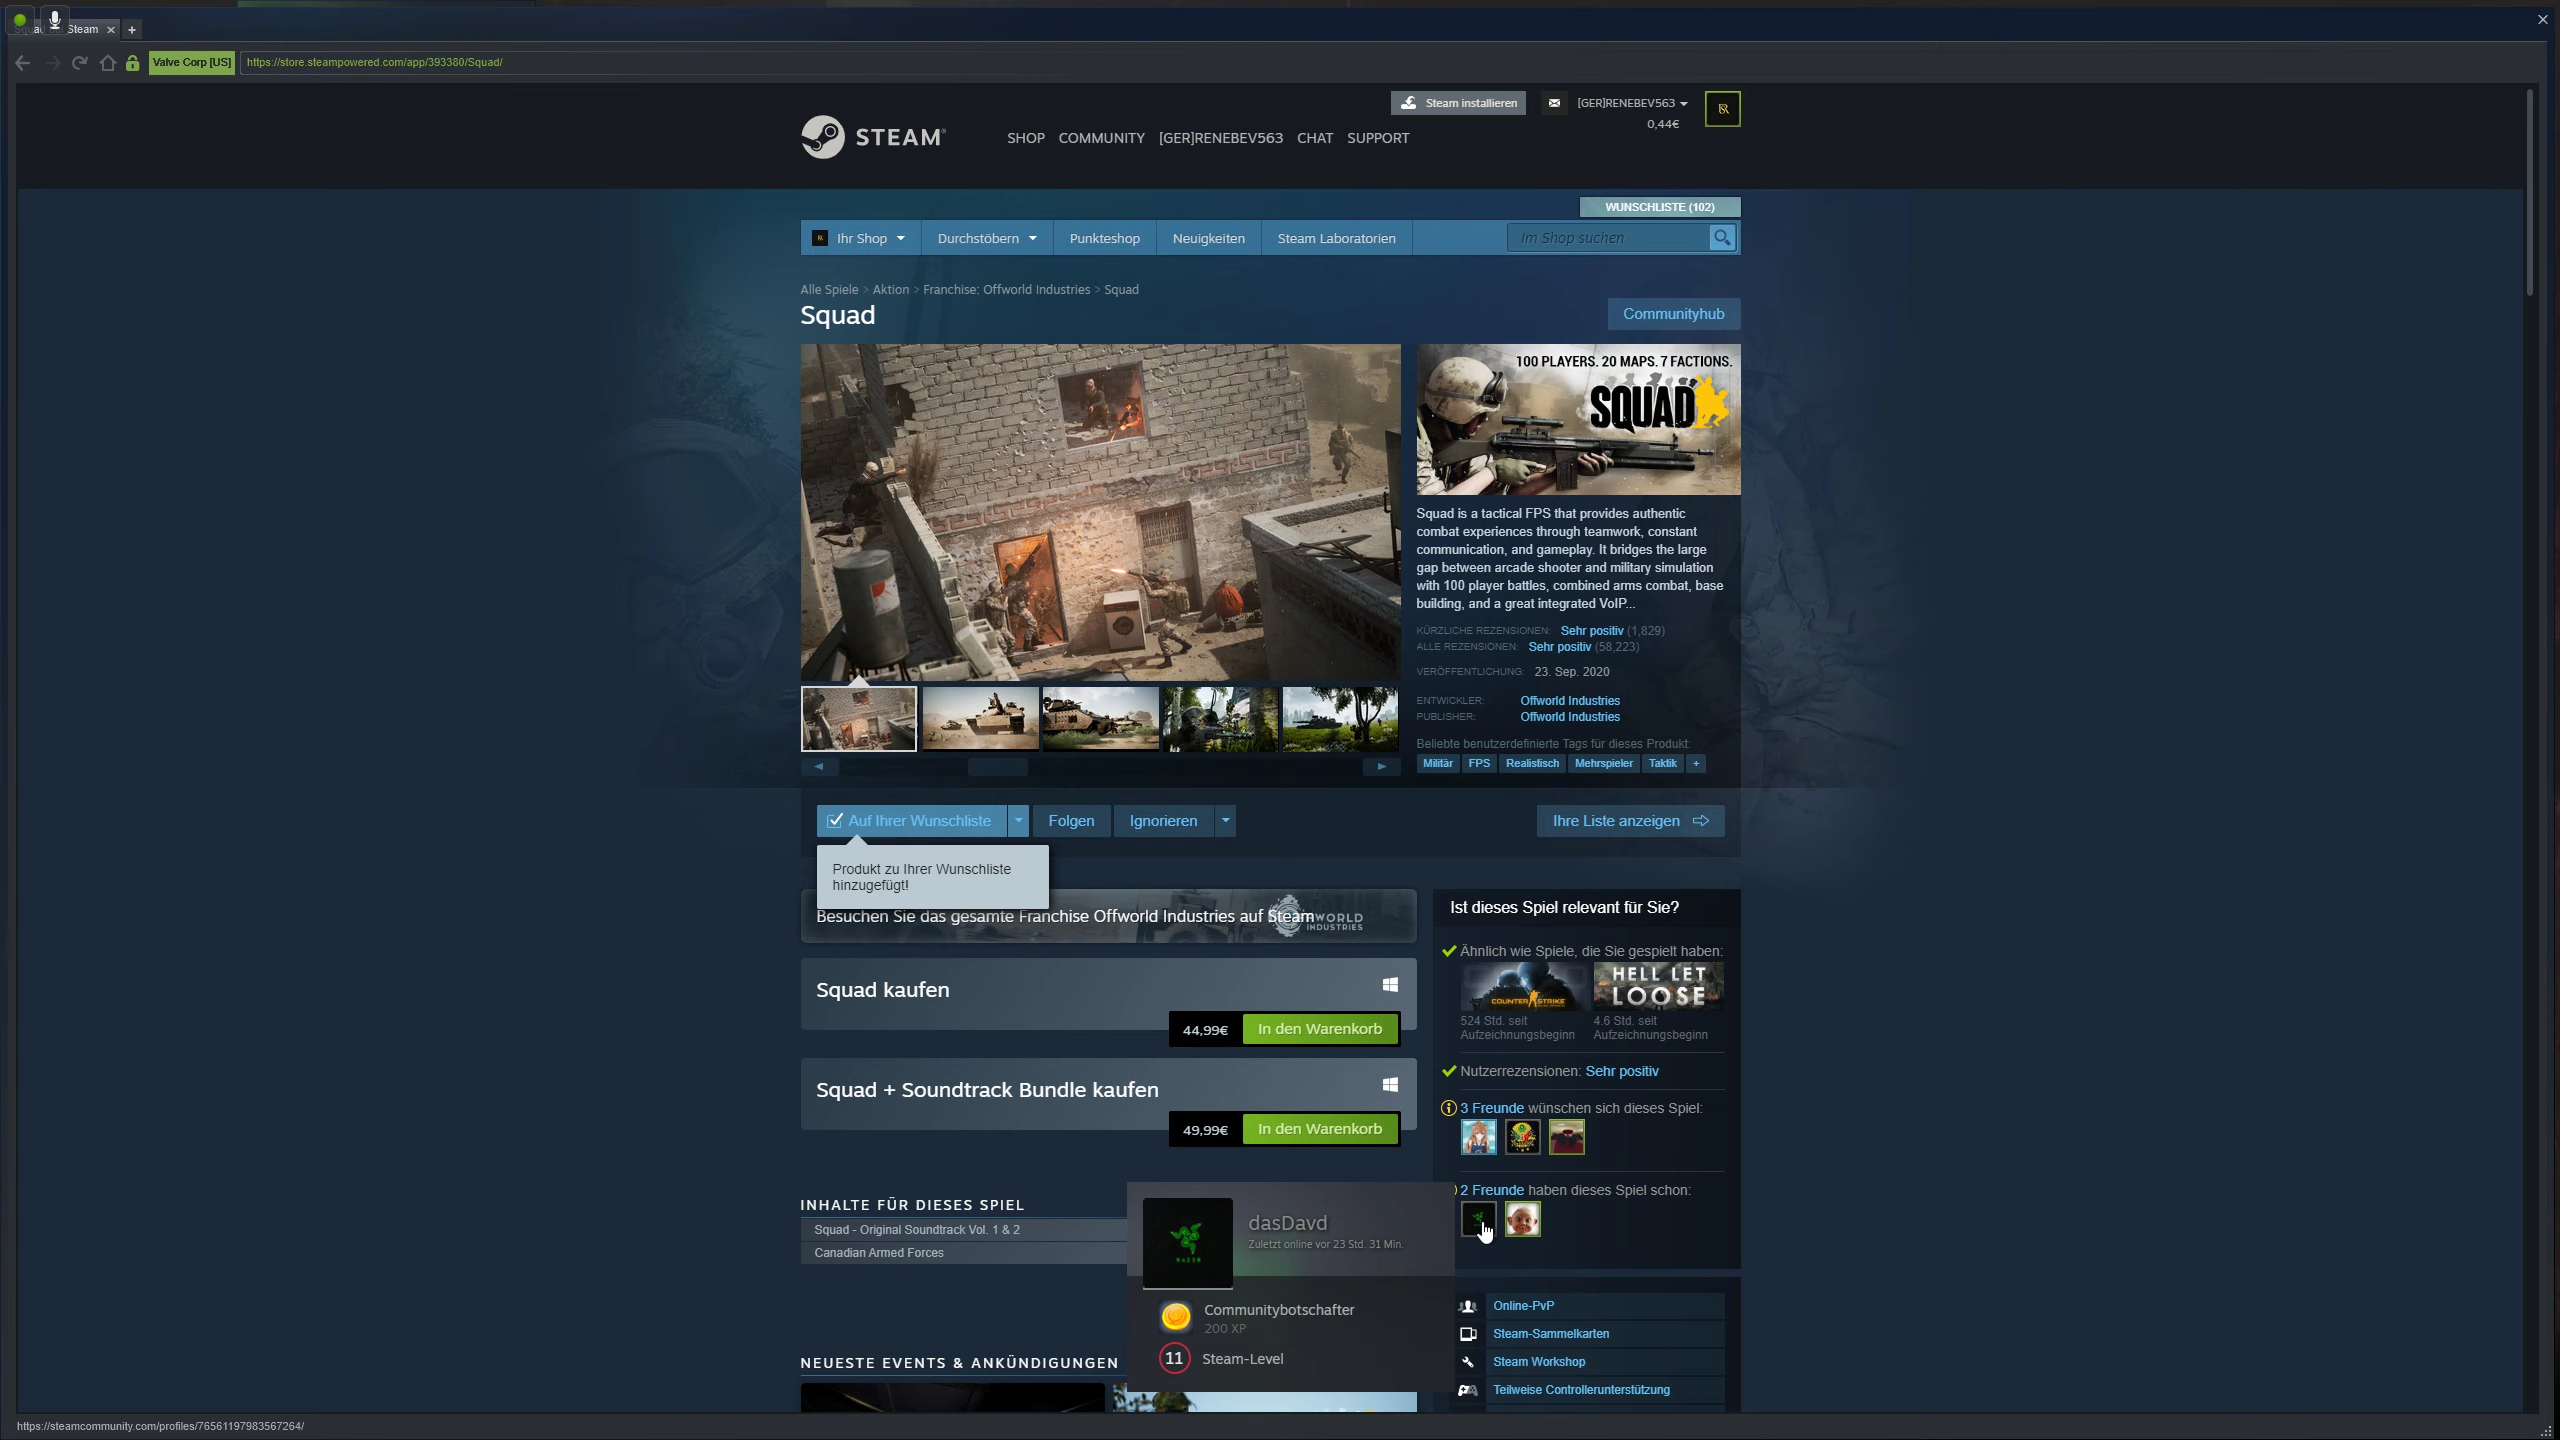 Steam
Valve Corp [US]
https://store.steampowered.com/app/393380/Squad/
Steam installieren
[GER]RENEBEV563
0,44€
STEAM
SHOP
COMMUNITY
[GER]RENEBEV563
CHAT
SUPPORT
WUNSCHLISTE (102)
Ihr Shop
Durchstöbern
Punkteshop
Neuigkeiten
Steam Laboratorien
Im Shop suchen
Alle Spiele > Aktion > Franchise: Offworld Industries > Squad
Squad
Communityhub
100 PLAYERS. 20 MAPS. 7 FACTIONS.
SQUAD
Squad is a tactical FPS that provides authentic
combat experiences through teamwork, constant
communication, and gameplay. It bridges the large
gap between arcade shooter and military simulation
with 100 player battles, combined arms combat, base
building, and a great integrated VoIP...
KÜRZLICHE REZENSIONEN: Sehr positiv (1,829)
ALLE REZENSIONEN: Sehr positiv (58,223)
VERÖFFENTLICHUNG: 23. Sep. 2020
ENTWICKLER: Offworld Industries
PUBLISHER: Offworld Industries
Beliebte benutzerdefinierte Tags für dieses Produkt:
Militär
FPS
Realistisch
Mehrspieler
Taktik
+
Auf Ihrer Wunschliste
Folgen
Ignorieren
Ihre Liste anzeigen
Produkt zu Ihrer Wunschliste
hinzugefügt!
Besuchen Sie das gesamte Franchise Offworld Industries auf Steam
WORLD
INDUSTRIES
Squad kaufen
44,99€
In den Warenkorb
Squad + Soundtrack Bundle kaufen
49,99€
In den Warenkorb
Ist dieses Spiel relevant für Sie?
Ähnlich wie Spiele, die Sie gespielt haben:
COUNTER STRIKE
HELL LET
LOOSE
524 Std. seit
Aufzeichnungsbeginn
4.6 Std. seit
Aufzeichnungsbeginn
Nutzerrezensionen: Sehr positiv
3 Freunde wünschen sich dieses Spiel:
2 Freunde haben dieses Spiel schon:
INHALTE FÜR DIESES SPIEL
Squad - Original Soundtrack Vol. 1 & 2
Canadian Armed Forces
RAZER
dasDavd
Zuletzt online vor 23 Std. 31 Min.
Communitybotschafter
200 XP
11
Steam-Level
Online-PvP
Steam-Sammelkarten
Steam Workshop
Teilweise Controllerunterstützung
NEUESTE EVENTS & ANKÜNDIGUNGEN
https://steamcommunity.com/profiles/76561197983567264/